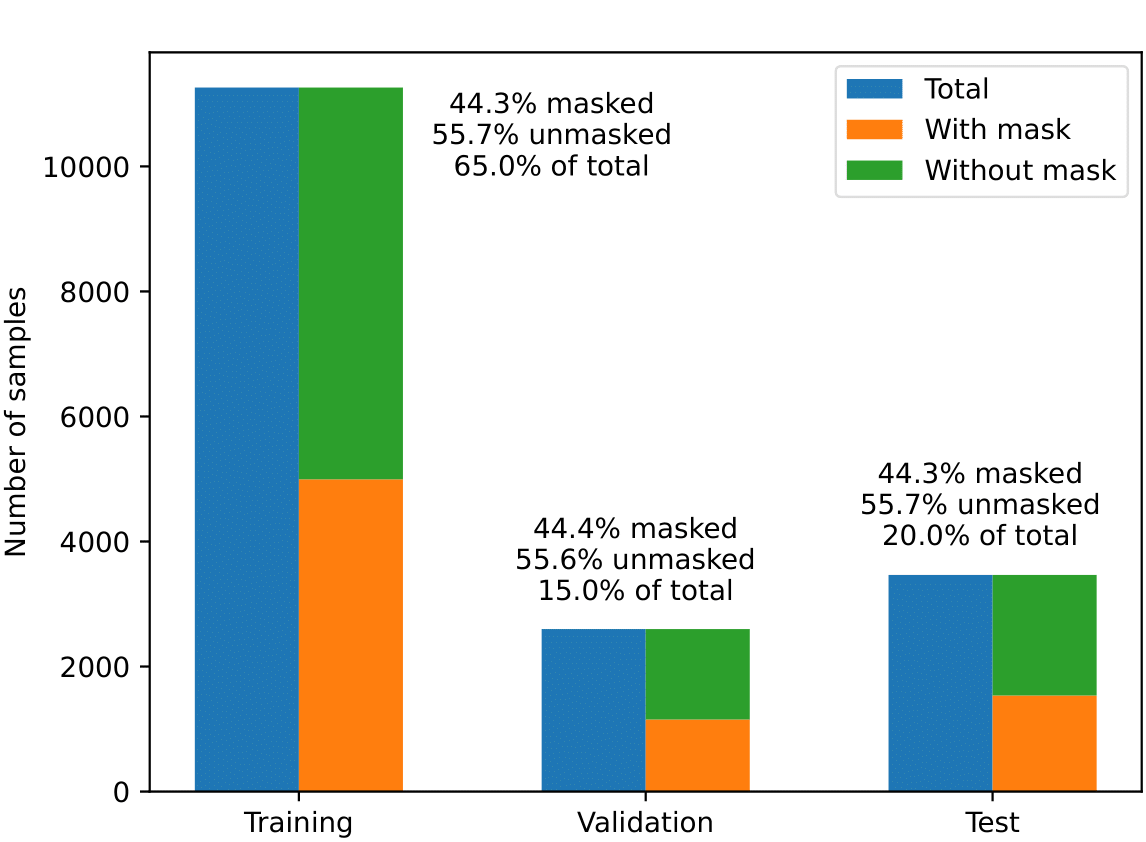 44.3% masked
55.7% unmasked
65.0% of total
Total
With mask
Without mask
10000
8000
6000
4000
2000
0
Number of samples
44.4% masked
55.6% unmasked
15.0% of total
44.3% masked
55.7% unmasked
20.0% of total
Training
Validation
Test